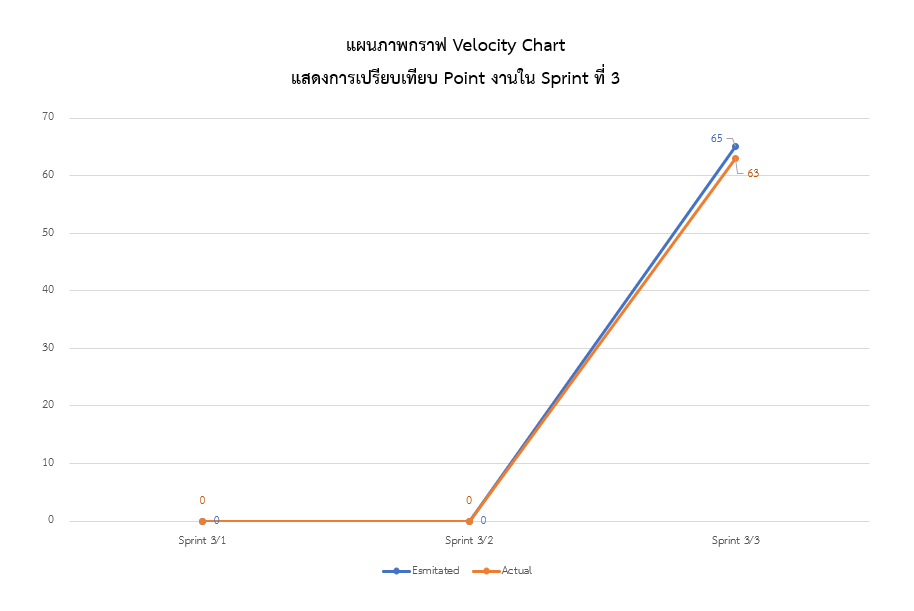 แผนภาพกราฟ Velocity Chart
แสดงการเปรียบเทียบ Point งานใน Sprint ที่ 3
70
60
50
40
30
20
10
0
65
63
0
0
0
0
Sprint 3/1
Sprint 3/2
Sprint 3/3
Esmitated
Actual